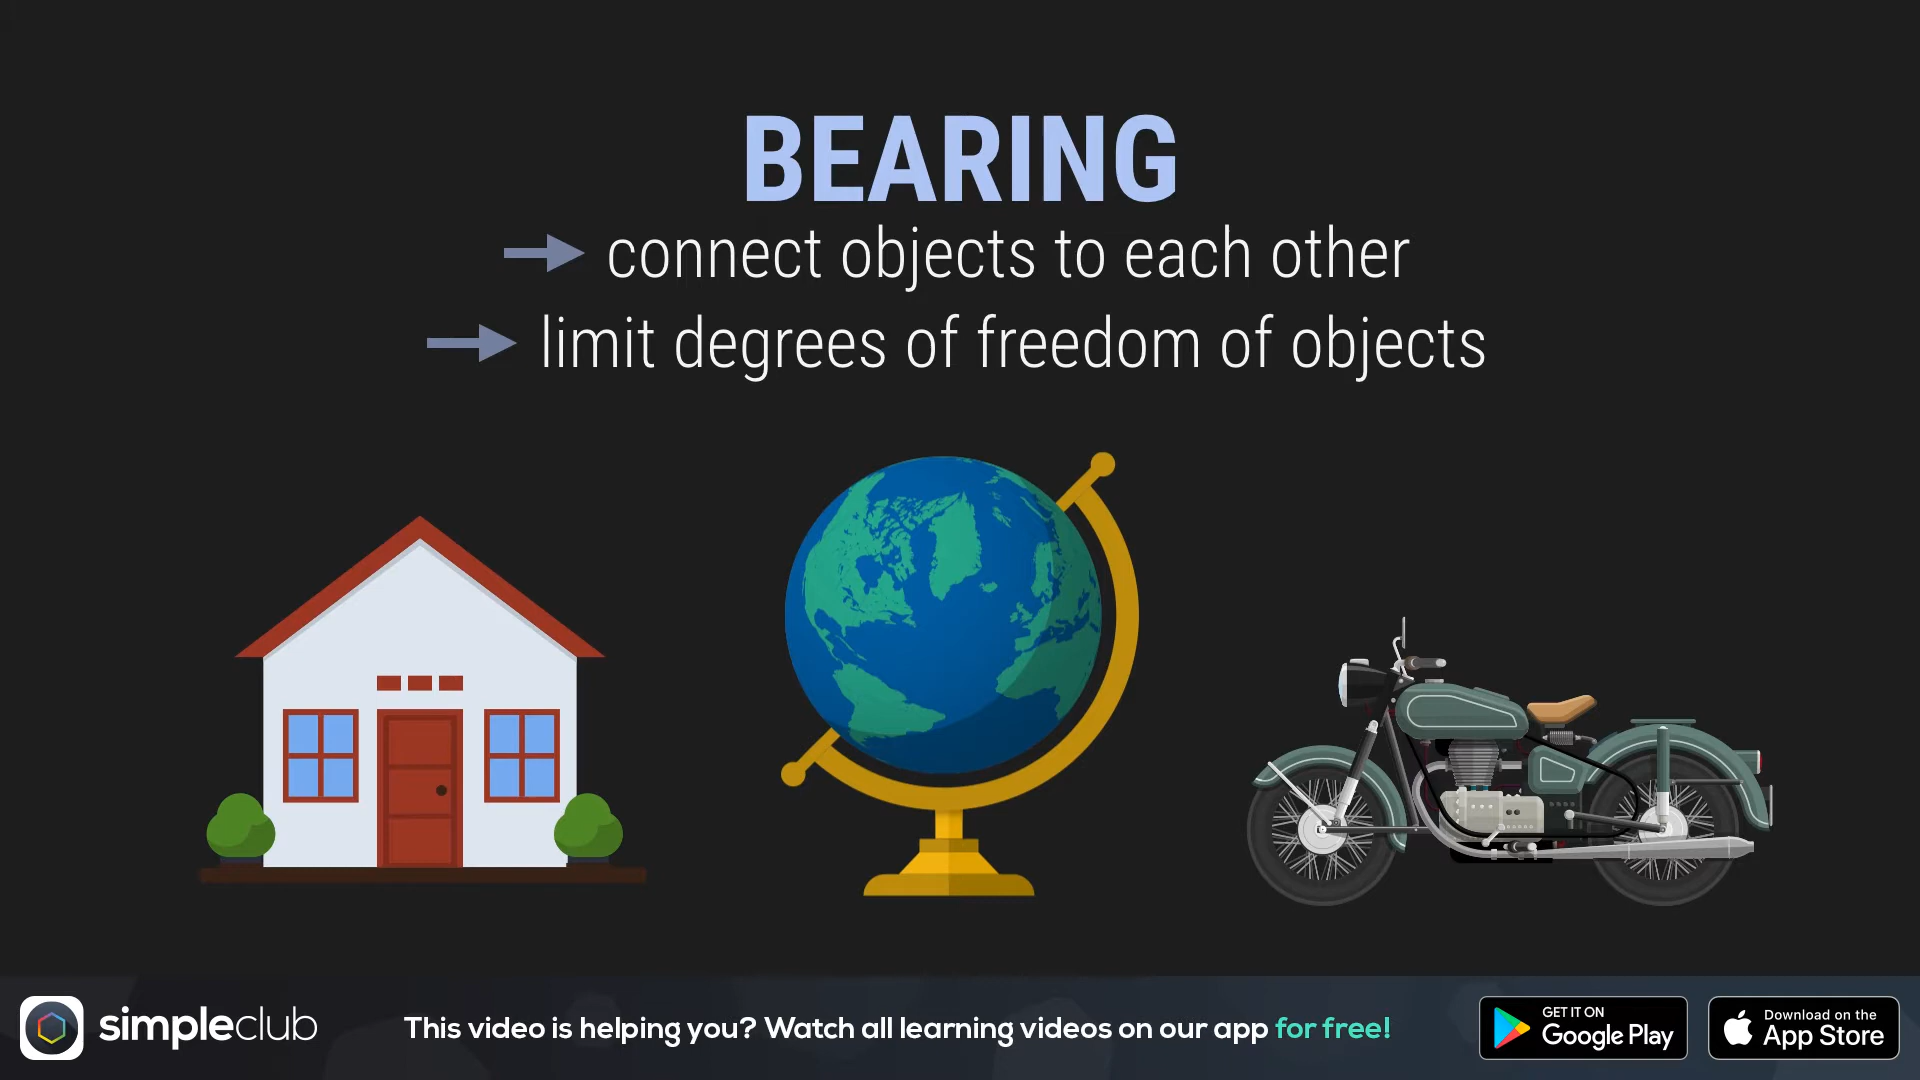 BEARING
connect objects to each other
limit degrees of freedom of objects
simpleclub
This video is helping you? Watch all learning videos on our app for free!
GET IT ON
Google Play
Download on the
App Store